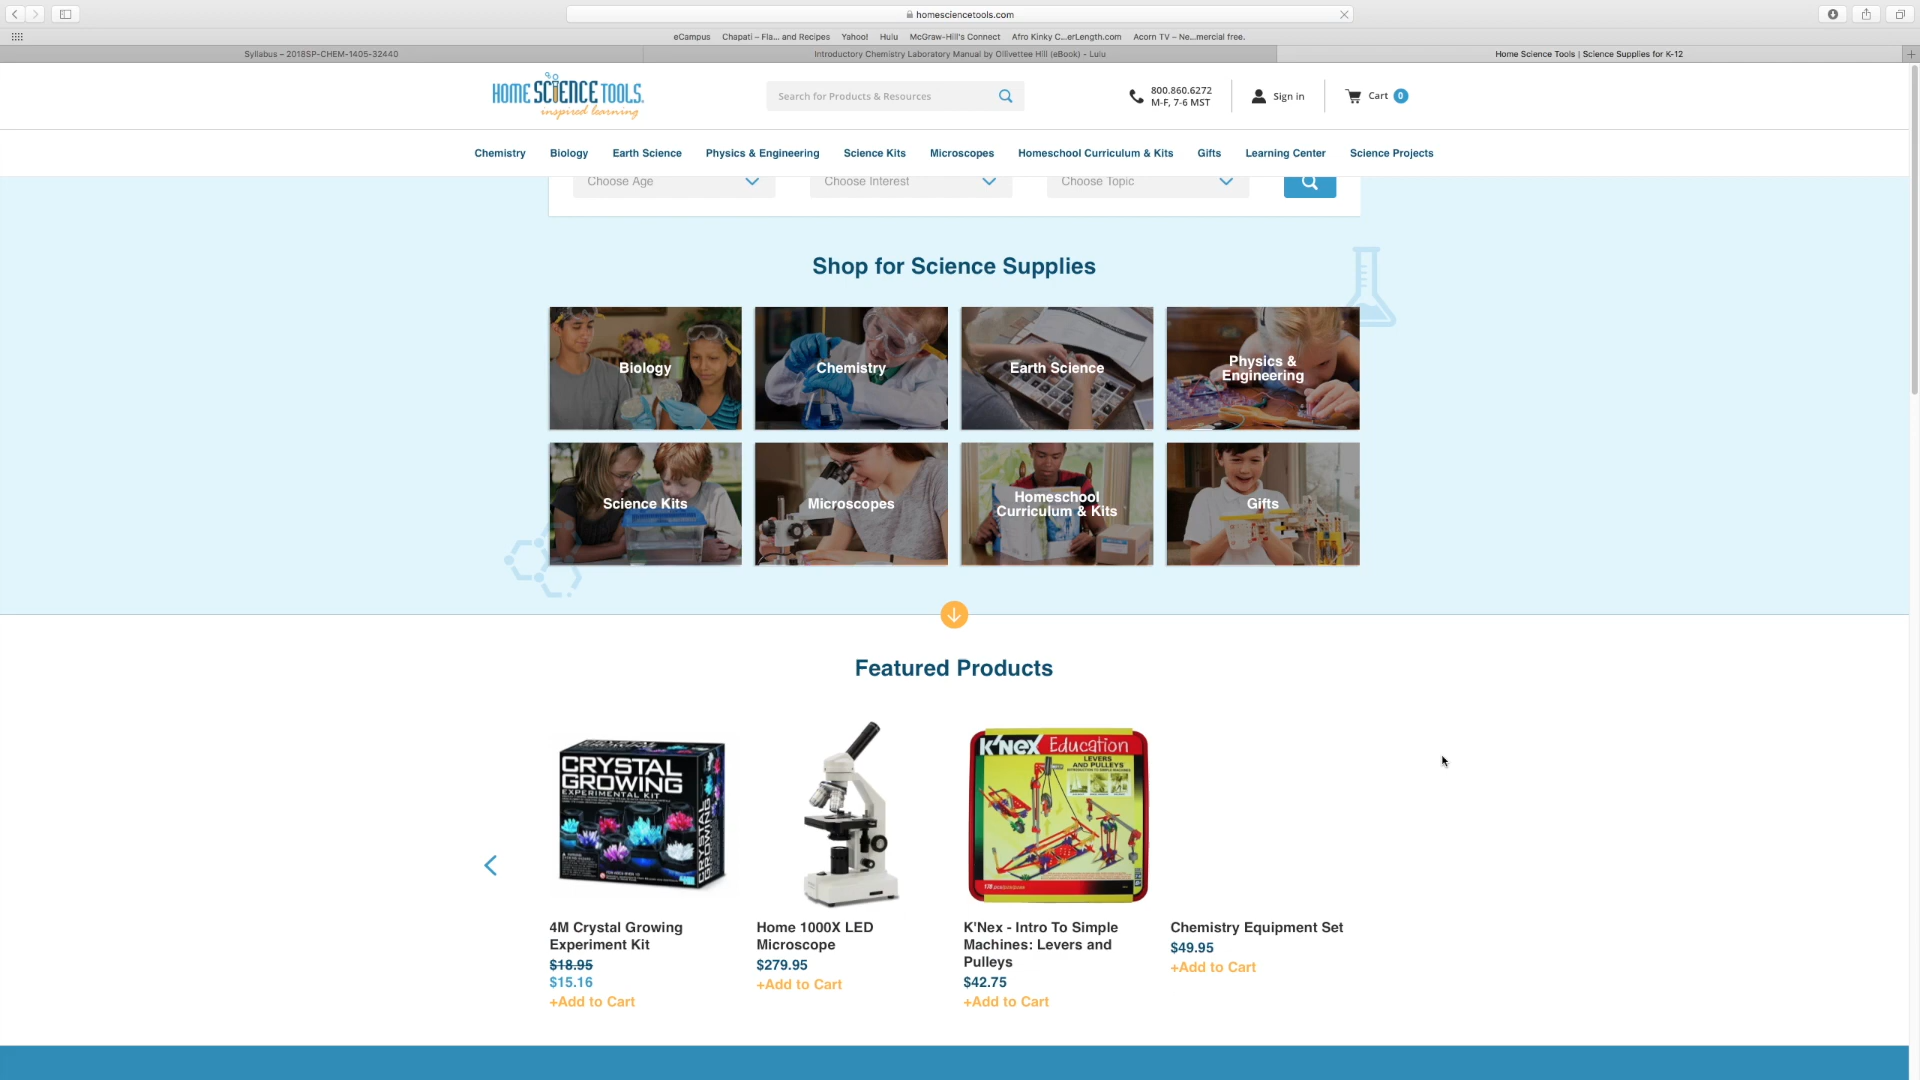 homesciencetools.com
eCampus Chapati – Fla... and Recipes Yahoo! Hulu McGraw-Hill's Connect Afro Kinky C...erLength.com Acorn TV – Ne...mercial free.
Syllabus – 2018SP-CHEM-1405-32440
Introductory Chemistry Laboratory Manual by Ollivettee Hill (eBook) - Lulu
Home Science Tools | Science Supplies for K-12
HOME SCIENCE TOOLS.
inspired learning
Search for Products & Resources
800.860.6272
M-F, 7-6 MST
Sign in
Cart 0
Chemistry Biology Earth Science Physics & Engineering Science Kits Microscopes Homeschool Curriculum & Kits Gifts Learning Center Science Projects
Choose Age Choose Interest Choose Topic
Shop for Science Supplies
Biology
Chemistry
Earth Science
Physics &
Engineering
Science Kits
Microscopes
Homeschool
Curriculum & Kits
Gifts
Featured Products
CRYSTAL
GROWING
EXPERIMENTAL KIT
CRYSTAL
GROWING
K'NEX Education
LEVERS
AND PULLEYS
4M Crystal Growing
Experiment Kit
$18.95
$15.16
+Add to Cart
Home 1000X LED
Microscope
$279.95
+Add to Cart
K'Nex - Intro To Simple
Machines: Levers and
Pulleys
$42.75
+Add to Cart
Chemistry Equipment Set
$49.95
+Add to Cart